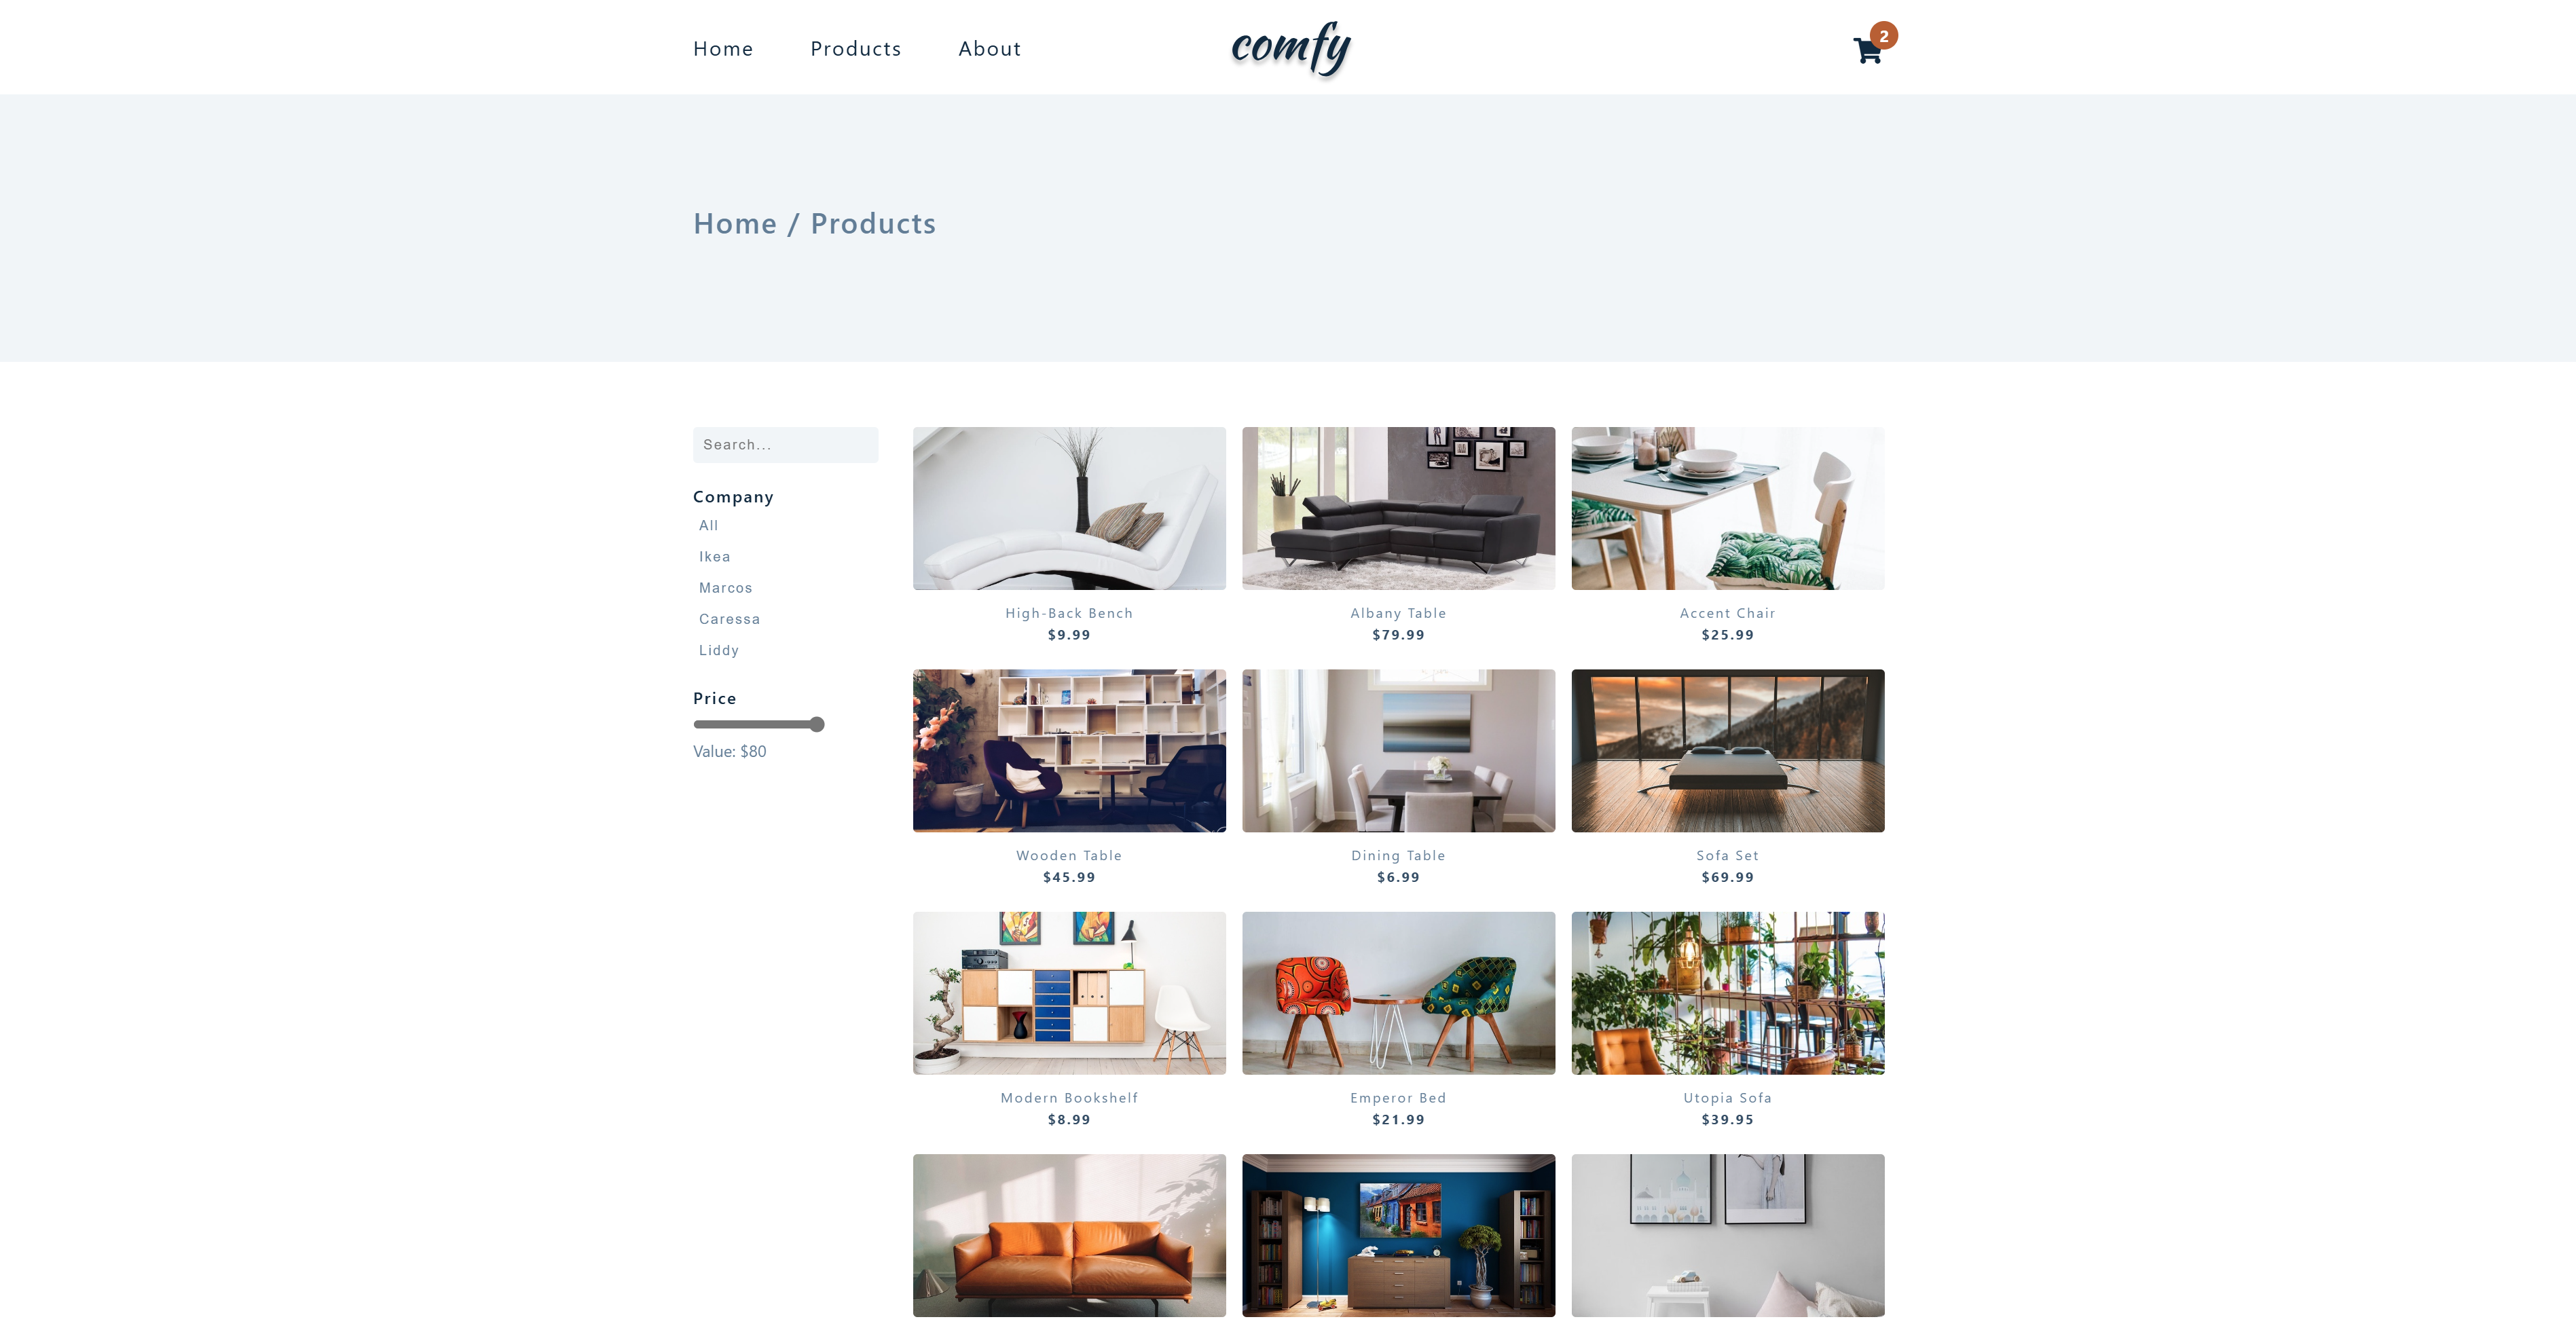 Home Products About comfy 2
Home / Products
Search...
Company
All
Ikea
Marcos
Caressa
Liddy
Price
Value: $80
High-Back Bench
$9.99
Albany Table
$79.99
Accent Chair
$25.99
Wooden Table
$45.99
Dining Table
$6.99
Sofa Set
$69.99
Modern Bookshelf
$8.99
Emperor Bed
$21.99
Utopia Sofa
$39.95